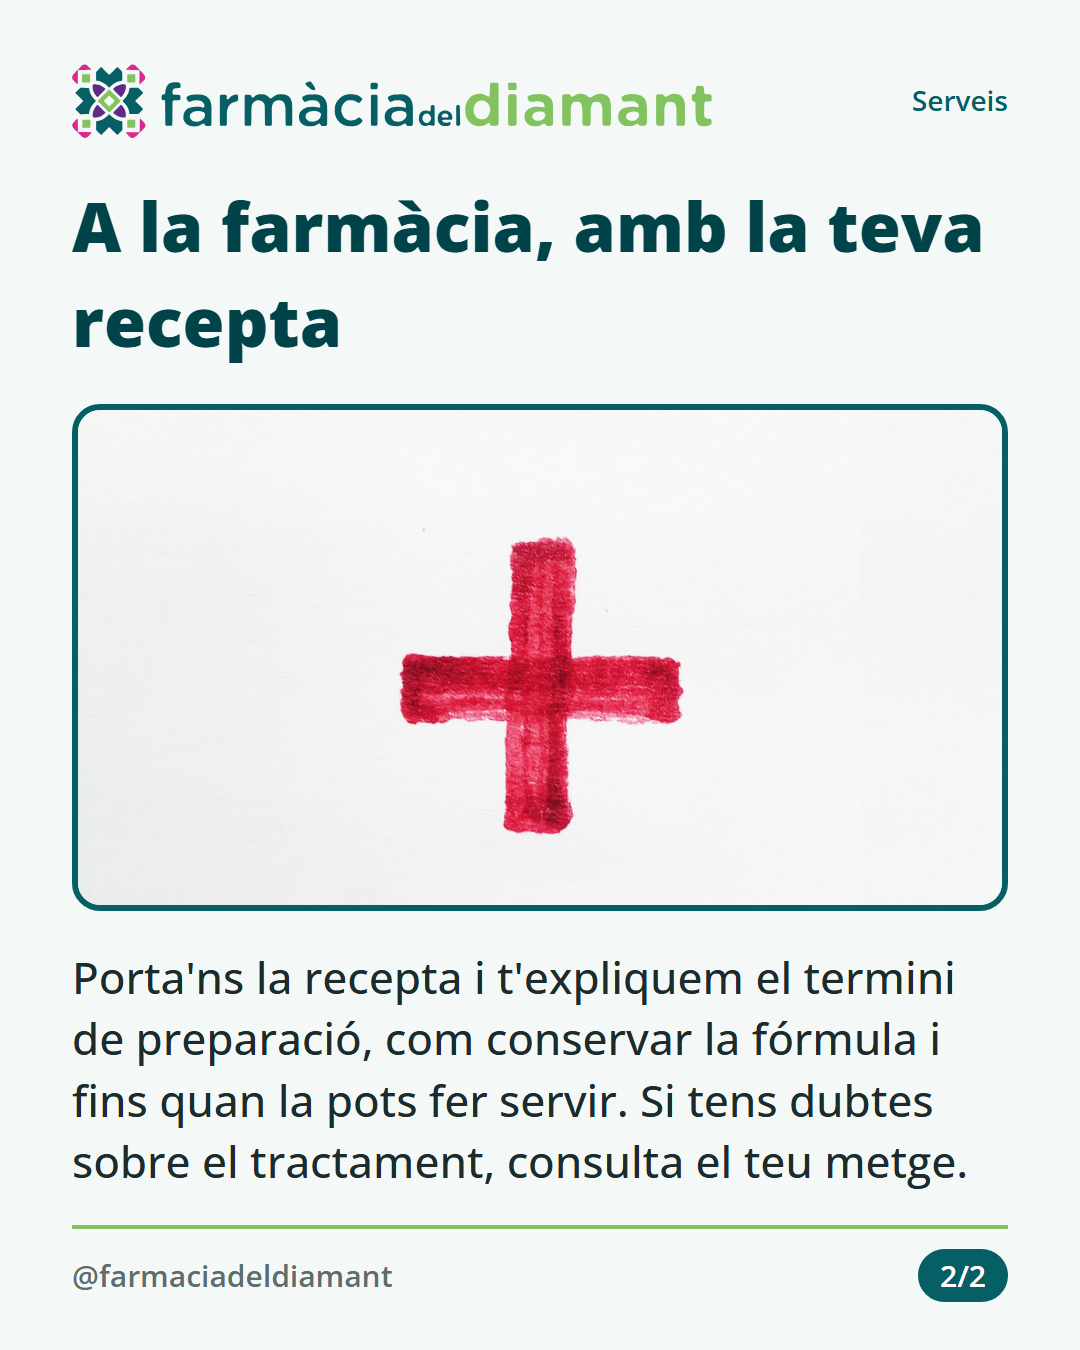 farmàciadeldiamant
Serveis
A la farmàcia, amb la teva
recepta
Porta'ns la recepta i t'expliquem el termini
de preparació, com conservar la fórmula i
fins quan la pots fer servir. Si tens dubtes
sobre el tractament, consulta el teu metge.
@farmaciadeldiamant
2/2